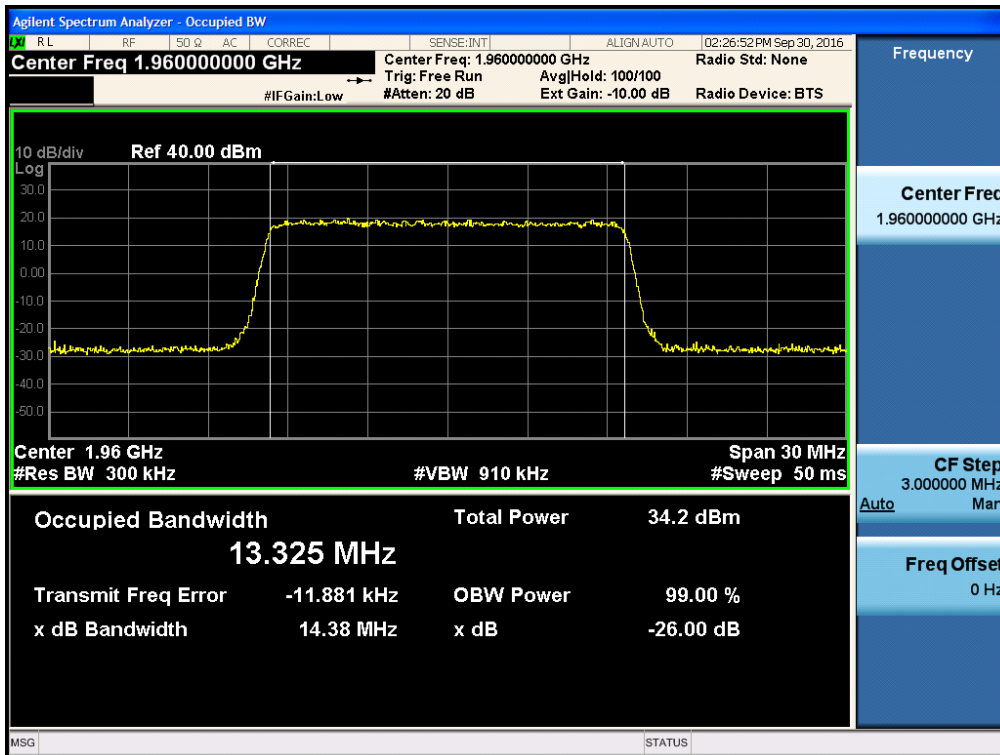 Agilent Spectrum Analyzer - Occupied BW
LXI RL RF 50 Ω AC CORREC SENSE:INT ALIGN AUTO 02:26:52 PM Sep 30, 2016
Center Freq 1.960000000 GHz
Center Freq: 1.960000000 GHz
Radio Std: None
Trig: Free Run Avg|Hold: 100/100
#IFGain:Low
#Atten: 20 dB Ext Gain: -10.00 dB Radio Device: BTS
10 dB/div Ref 40.00 dBm
Log
30.0
20.0
10.0
0.00
-10.0
-20.0
-30.0
-40.0
-50.0
Center 1.96 GHz Span 30 MHz
#Res BW 300 kHz #VBW 910 kHz #Sweep 50 ms
Occupied Bandwidth Total Power 34.2 dBm
13.325 MHz
Transmit Freq Error -11.881 kHz OBW Power 99.00 %
x dB Bandwidth 14.38 MHz x dB -26.00 dB
MSG STATUS
Frequency
Center Freq
1.960000000 GHz
CF Step
3.000000 MHz
Auto Man
Freq Offset
0 Hz